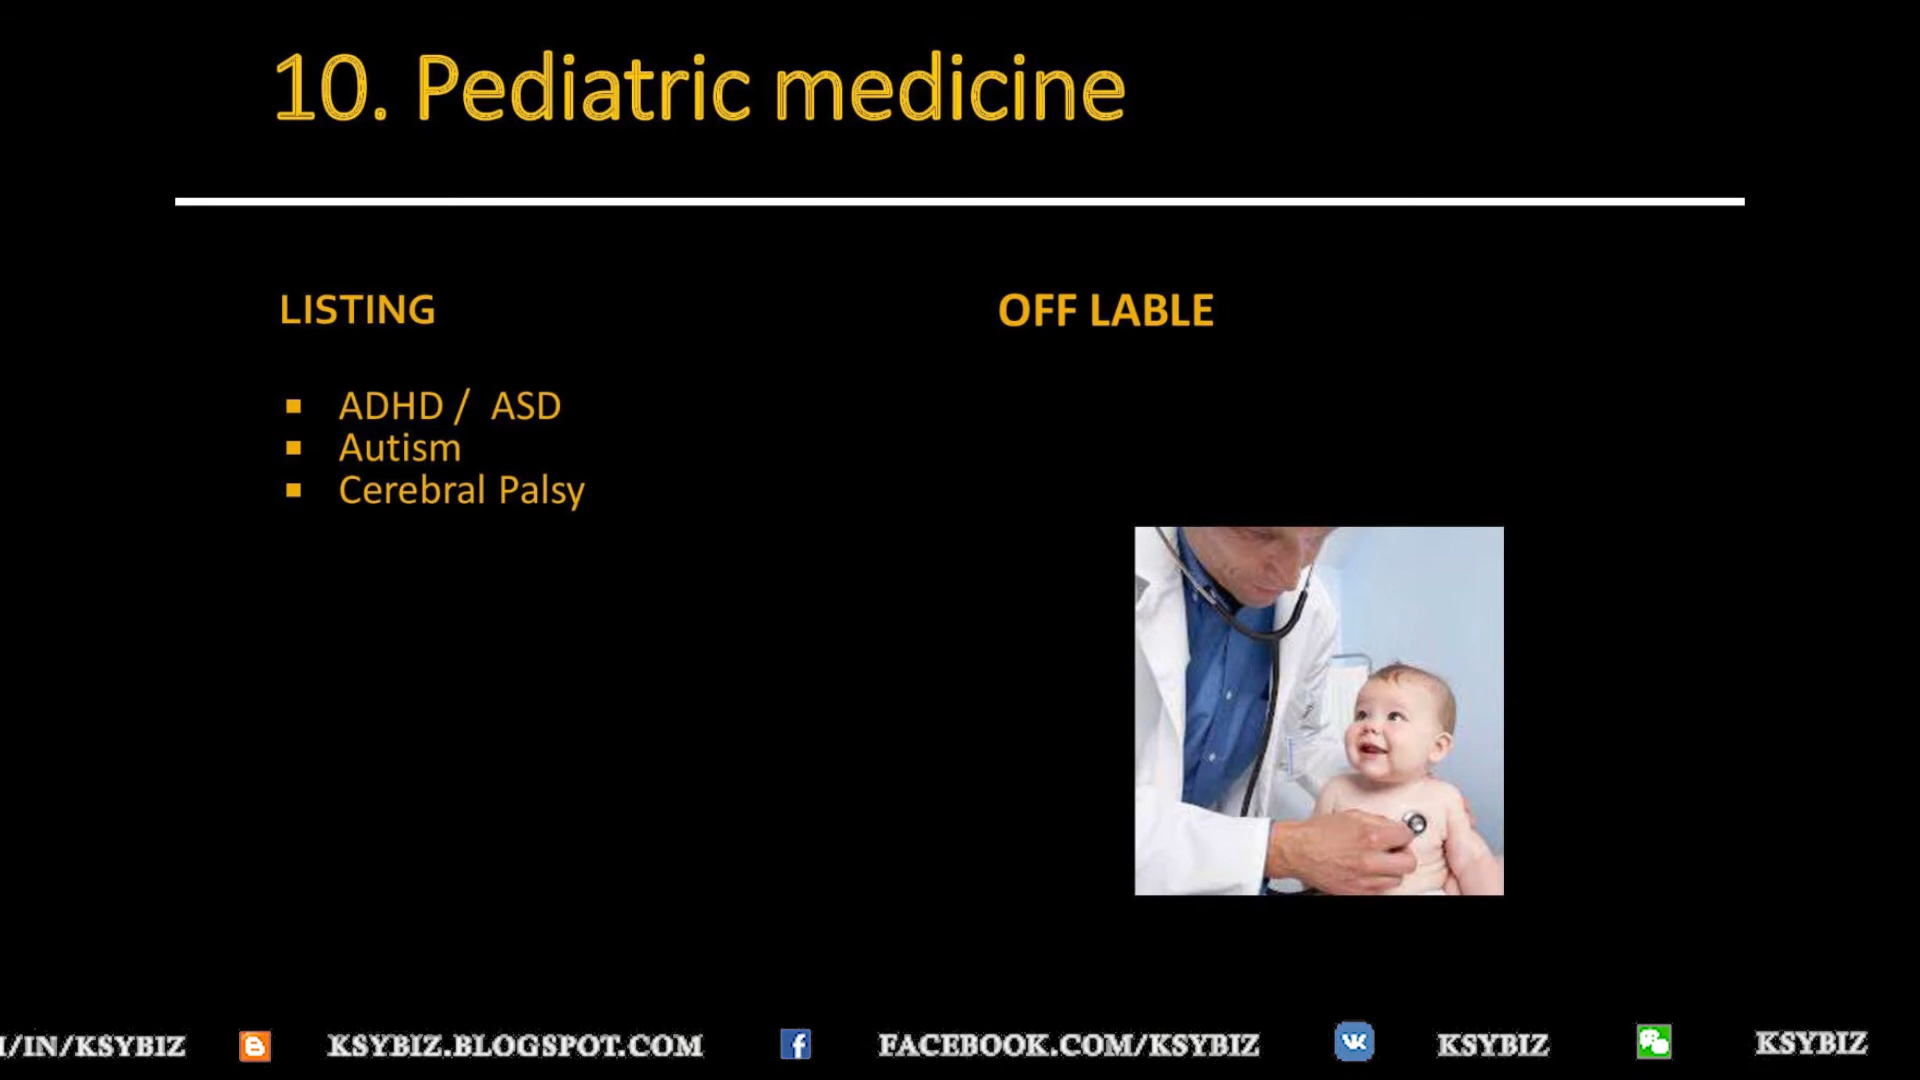 10. Pediatric medicine
LISTING
ADHD / ASD
Autism
Cerebral Palsy
OFF LABLE
/IN/KSYBIZ KSYBIZ.BLOGSPOT.COM FACEBOOK.COM/KSYBIZ KSYBIZ KSYBIZ